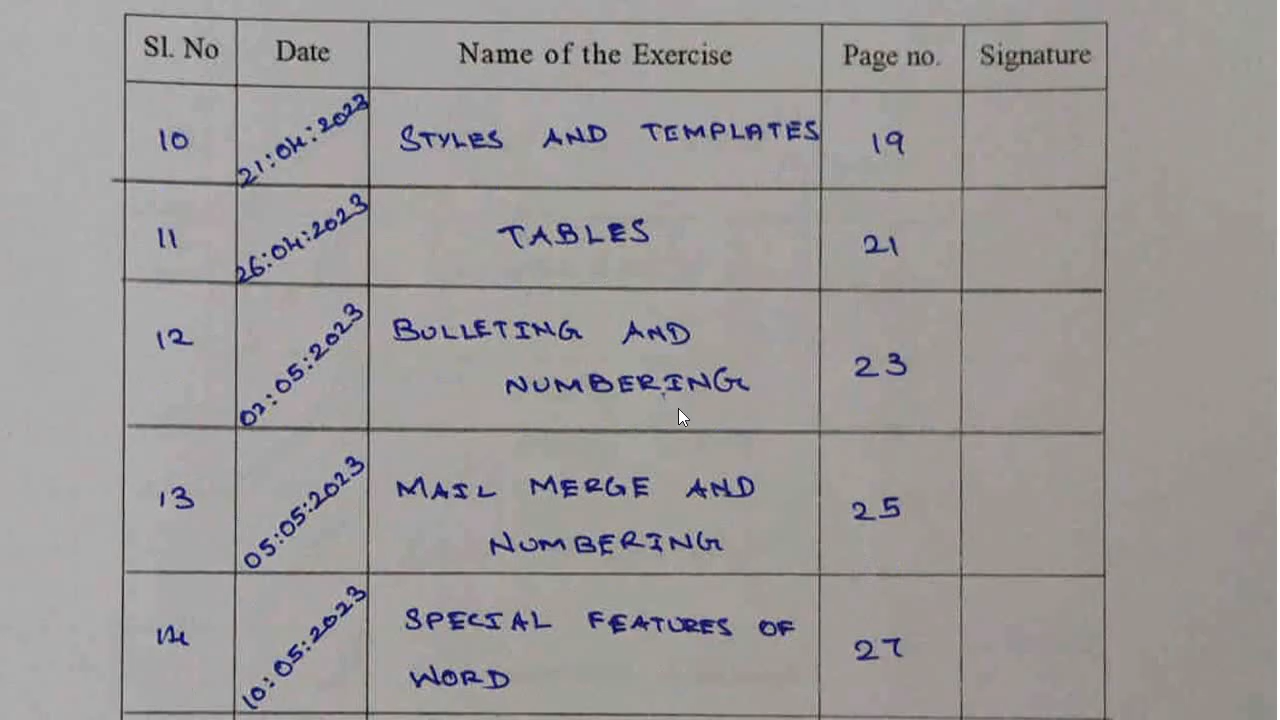 Sl. No Date Name of the Exercise Page no. Signature
10 21:04:2023 STYLES AND TEMPLATES 19
11 26:04:2023 TABLES 21
12 02:05:2023 BULLETING AND 23
NUMBERING
13 05:05:2023 MAIL MERGE AND 25
NUMBERING
14 10:05:2023 SPECIAL FEATURES OF 27
WORD